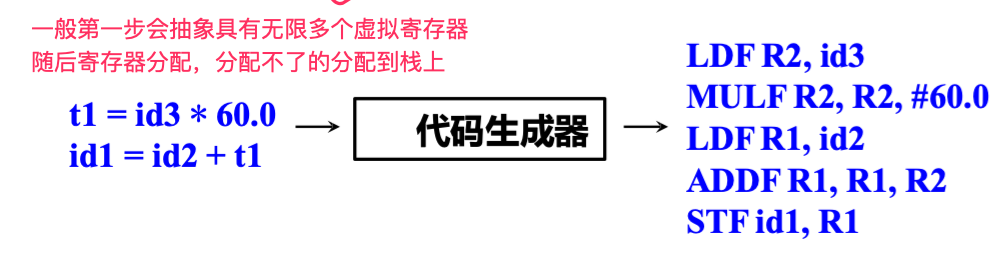 一般第一步会抽象具有无限多个虚拟寄存器
随后寄存器分配，分配不了的分配到栈上
t1 = id3 * 60.0
id1 = id2 + t1
代码生成器
LDF R2, id3
MULF R2, R2, #60.0
LDF R1, id2
ADDF R1, R1, R2
STF id1, R1